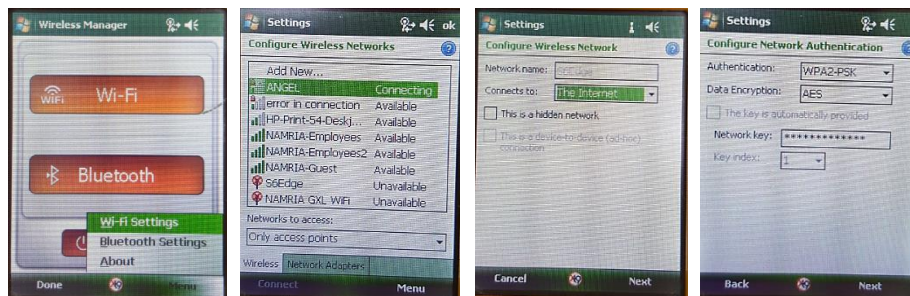 Wireless Manager
WiFi
Wi-Fi
Bluetooth
Wi-Fi Settings
Bluetooth Settings
About
Done
Menu
Settings
ok
Configure Wireless Networks
?
Add New...
ANGEL Connecting
error in connection Available
HP-Print-54-Deskj... Available
NAMRIA-Employees Available
NAMRIA-Employees2 Available
NAMRIA-Guest Available
S6Edge Unavailable
NAMRIA GXL WiFi Unavailable
Networks to access:
Only access points
Wireless Network Adapters
Connect Menu
Settings
Configure Wireless Network
?
Network name: S6Edge
Connects to: The Internet
This is a hidden network
This is a device-to-device (ad-hoc)
connection
Cancel Next
Settings
Configure Network Authentication
?
Authentication: WPA2-PSK
Data Encryption: AES
The key is automatically provided
Network key: *************
Key index: 1
Back Next